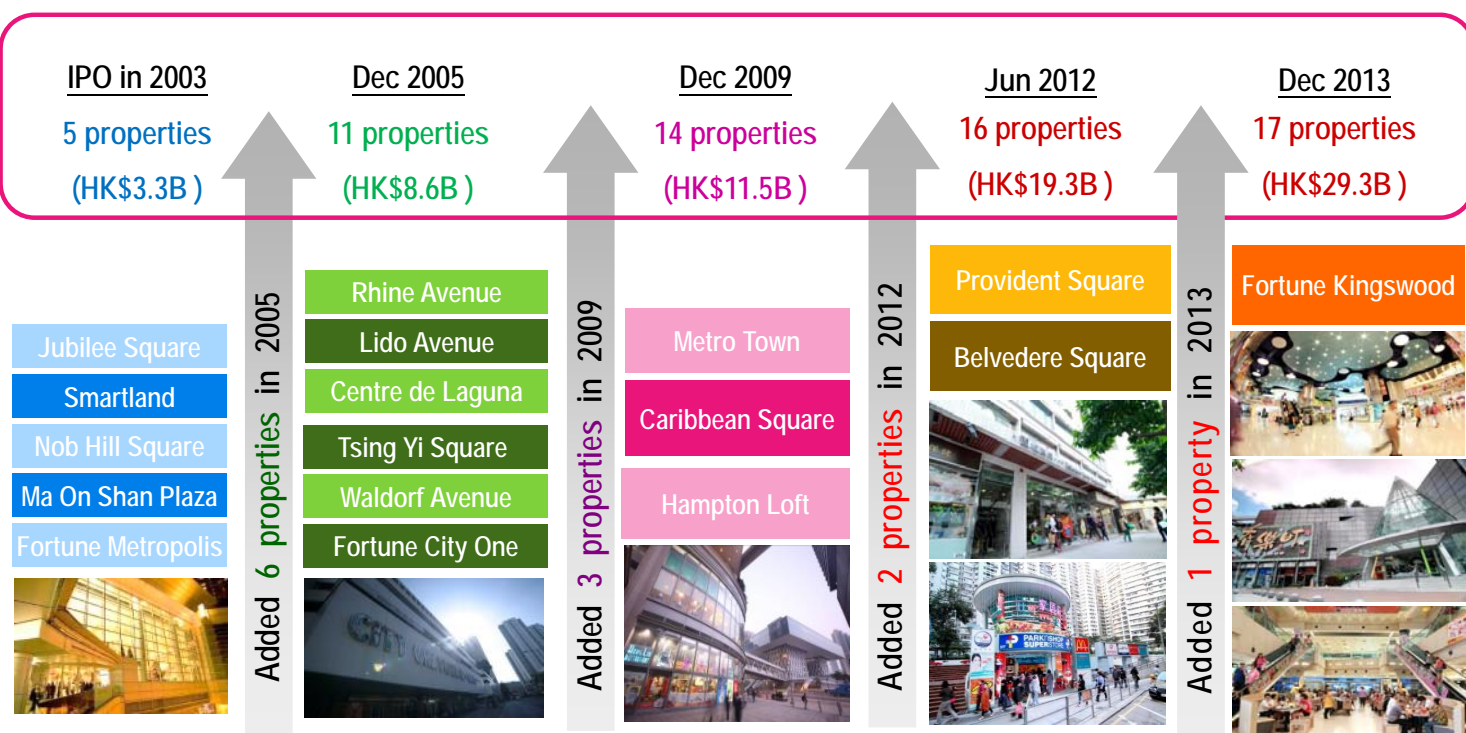 IPO in 2003
5 properties
(HK$3.3B )
Dec 2005
11 properties
(HK$8.6B )
Dec 2009
14 properties
(HK$11.5B )
Jun 2012
16 properties
(HK$19.3B )
Dec 2013
17 properties
(HK$29.3B )
Jubilee Square
Smartland
Nob Hill Square
Ma On Shan Plaza
Fortune Metropolis
Added 6 properties in 2005
Rhine Avenue
Lido Avenue
Centre de Laguna
Tsing Yi Square
Waldorf Avenue
Fortune City One
Added 3 properties in 2009
Metro Town
Caribbean Square
Hampton Loft
Added 2 properties in 2012
Provident Square
Belvedere Square
PARKnSHOP
SUPERSTORE
Added 1 property in 2013
Fortune Kingswood